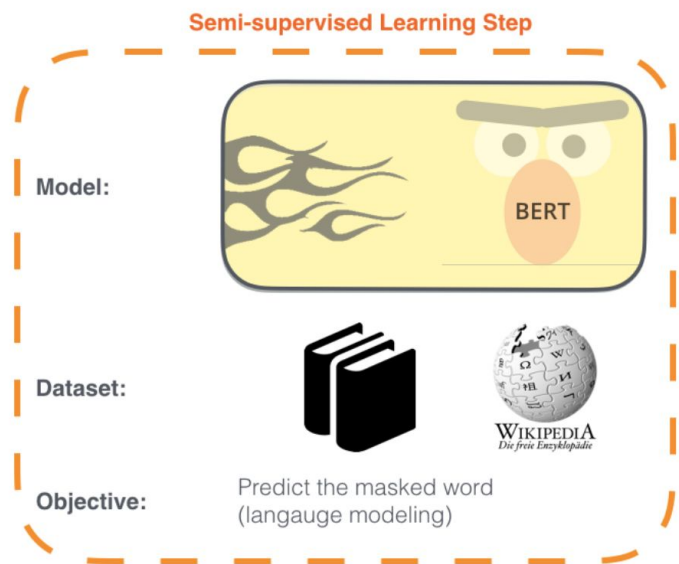 Semi-supervised Learning Step
Model:
BERT
Dataset:
WIKIPEDIA
Die freie Enzyklopädie
Objective:
Predict the masked word
(langauge modeling)